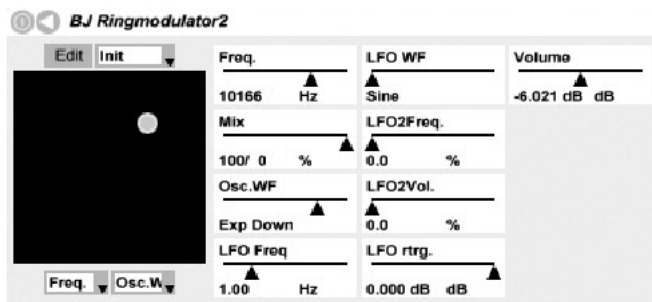 BJ Ringmodulator2
Edit Init
Freq.
10166 Hz
Mix
100/ 0 %
Osc.WF
Exp Down
LFO Freq
1.00 Hz
LFO WF
Sine
LFO2Freq.
0.0 %
LFO2Vol.
0.0 %
LFO rtrg.
0.000 dB dB
Volume
-6.021 dB dB
Freq. Osc.W